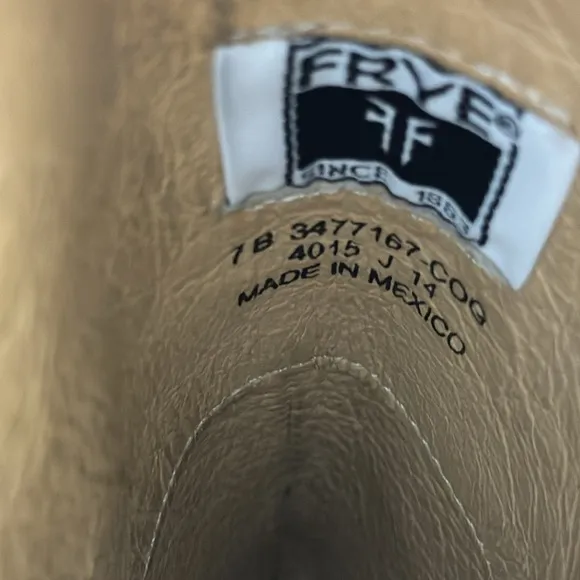 FRYE®
FF
SINCE 1863
7 B 3477167-COG
4015 J 14
MADE IN MEXICO